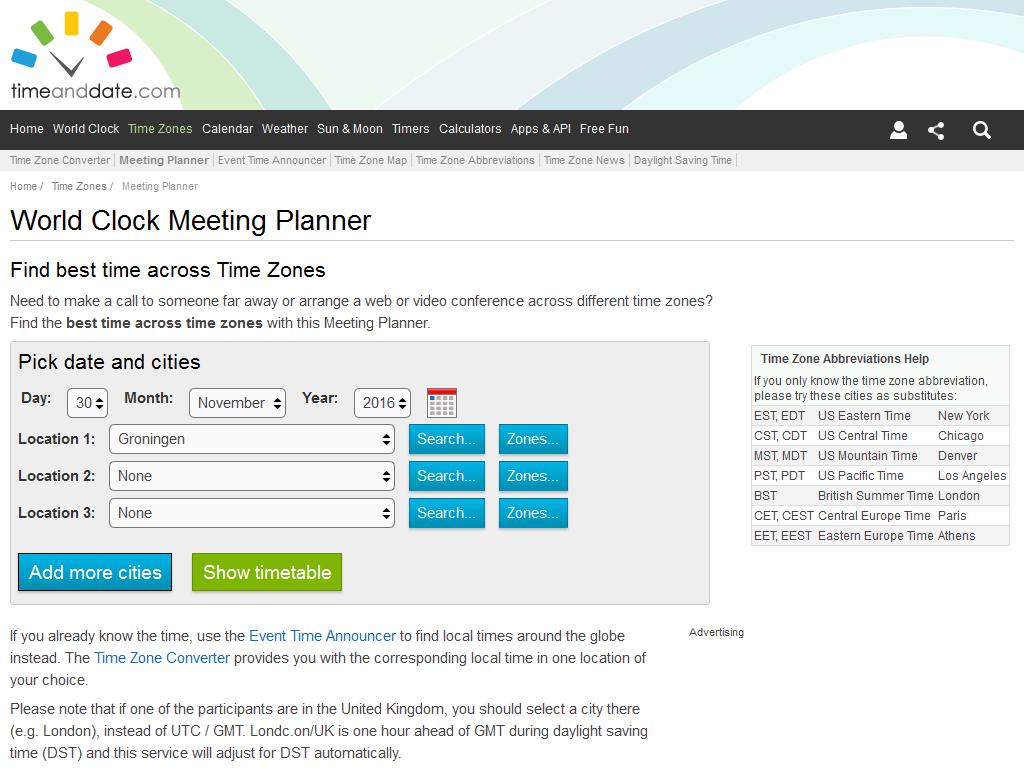 timeanddate.com
Home World Clock Time Zones Calendar Weather Sun & Moon Timers Calculators Apps & API Free Fun
Time Zone Converter Meeting Planner Event Time Announcer Time Zone Map Time Zone Abbreviations Time Zone News Daylight Saving Time
Home / Time Zones / Meeting Planner
World Clock Meeting Planner
Find best time across Time Zones
Need to make a call to someone far away or arrange a web or video conference across different time zones?
Find the best time across time zones with this Meeting Planner.
Pick date and cities
Day: 30 Month: November Year: 2016
Location 1: Groningen Search... Zones...
Location 2: None Search... Zones...
Location 3: None Search... Zones...
Add more cities Show timetable
Time Zone Abbreviations Help
If you only know the time zone abbreviation,
please try these cities as substitutes:
EST, EDT US Eastern Time New York
CST, CDT US Central Time Chicago
MST, MDT US Mountain Time Denver
PST, PDT US Pacific Time Los Angeles
BST British Summer Time London
CET, CEST Central Europe Time Paris
EET, EEST Eastern Europe Time Athens
If you already know the time, use the Event Time Announcer to find local times around the globe
instead. The Time Zone Converter provides you with the corresponding local time in one location of
your choice.
Advertising
Please note that if one of the participants are in the United Kingdom, you should select a city there
(e.g. London), instead of UTC / GMT. Londc.on/UK is one hour ahead of GMT during daylight saving
time (DST) and this service will adjust for DST automatically.